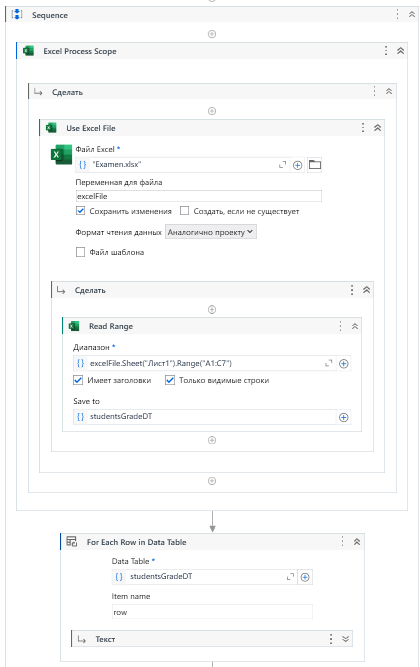 Sequence
Excel Process Scope
Сделать
Use Excel File
Файл Excel *
"Examen.xlsx"
Переменная для файла
excelFile
Сохранить изменения Создать, если не существует
Формат чтения данных Аналогично проекту
Файл шаблона
Сделать
Read Range
Диапазон *
excelFile.Sheet("Лист1").Range("A1:C7")
Имеет заголовки Только видимые строки
Save to
studentsGradeDT
For Each Row in Data Table
Data Table *
studentsGradeDT
Item name
row
Текст